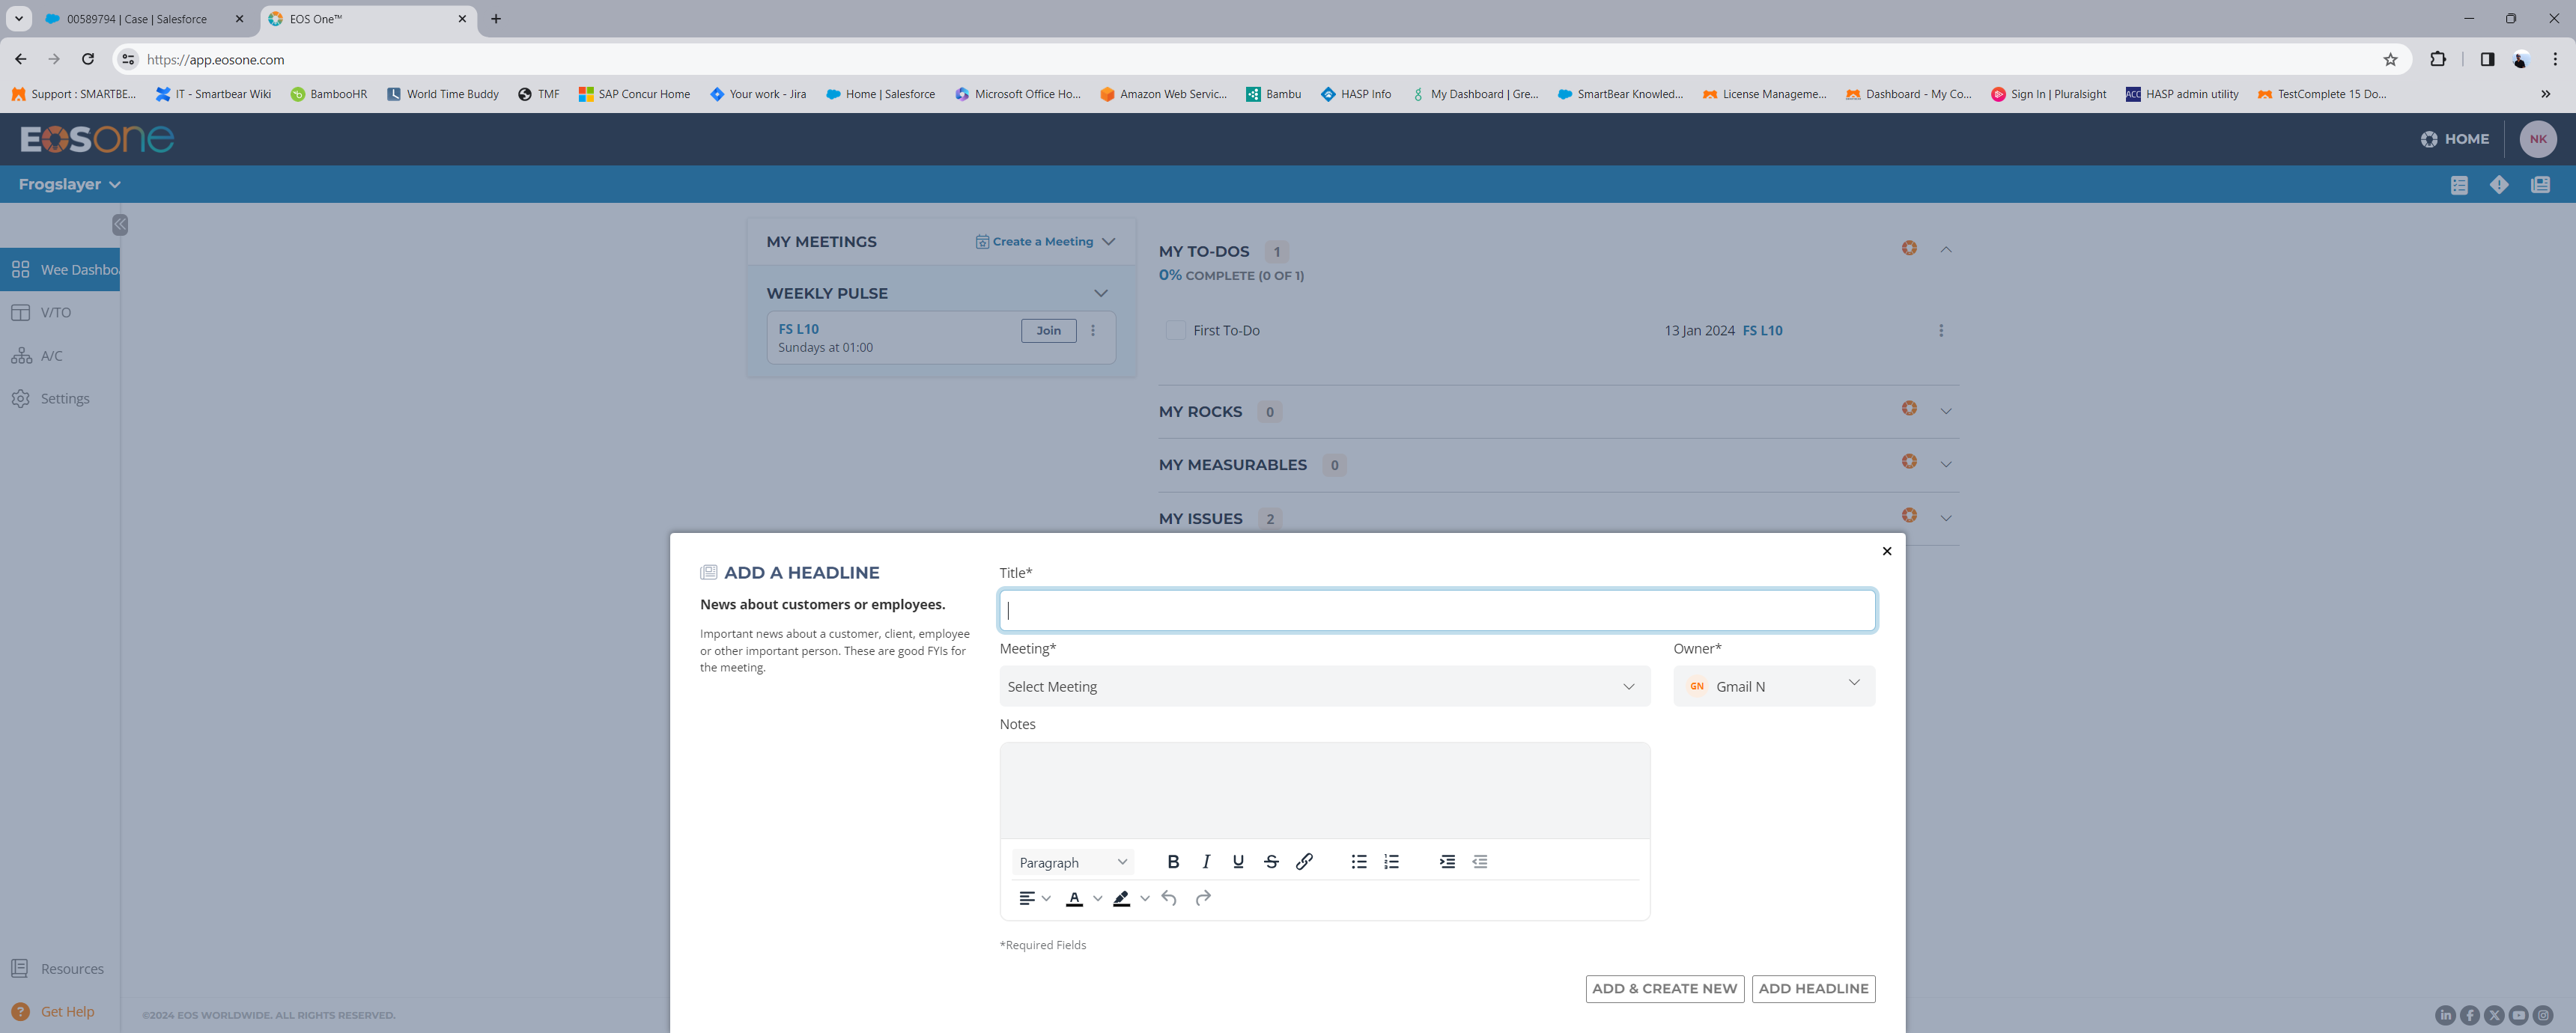 00589794 | Case | Salesforce
EOS One™
https://app.eosone.com
Support : SMARTBE...
IT - Smartbear Wiki
BambooHR
World Time Buddy
TMF
SAP Concur Home
Your work - Jira
Home | Salesforce
Microsoft Office Ho...
Amazon Web Servic...
Bambu
HASP Info
My Dashboard | Gre...
SmartBear Knowled...
License Manageme...
Dashboard - My Co...
Sign In | Pluralsight
ACC
HASP admin utility
TestComplete 15 Do...
EOSone
HOME
NK
Frogslayer
Wee Dashboa
V/TO
A/C
Settings
Resources
Get Help
MY MEETINGS
Create a Meeting
WEEKLY PULSE
FS L10
Join
Sundays at 01:00
MY TO-DOS 1
0% COMPLETE (0 OF 1)
First To-Do
13 Jan 2024 FS L10
MY ROCKS 0
MY MEASURABLES 0
MY ISSUES 2
ADD A HEADLINE
News about customers or employees.
Important news about a customer, client, employee
or other important person. These are good FYIs for
the meeting.
Title*
Meeting*
Owner*
Select Meeting
GN Gmail N
Notes
Paragraph
*Required Fields
ADD & CREATE NEW
ADD HEADLINE
©2024 EOS WORLDWIDE. ALL RIGHTS RESERVED.